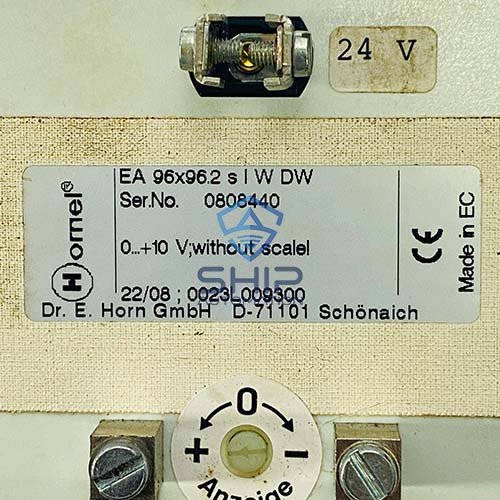 24 V
EA 96x96.2 s I W DW
Ser.No. 0808440
0...+10 V;without scalel
22/08 ; 0023L009300
Dr. E. Horn GmbH D-71101 Schönaich
Hornel®
CE
Made in EC
SHIP
0
+ −
Anzeige